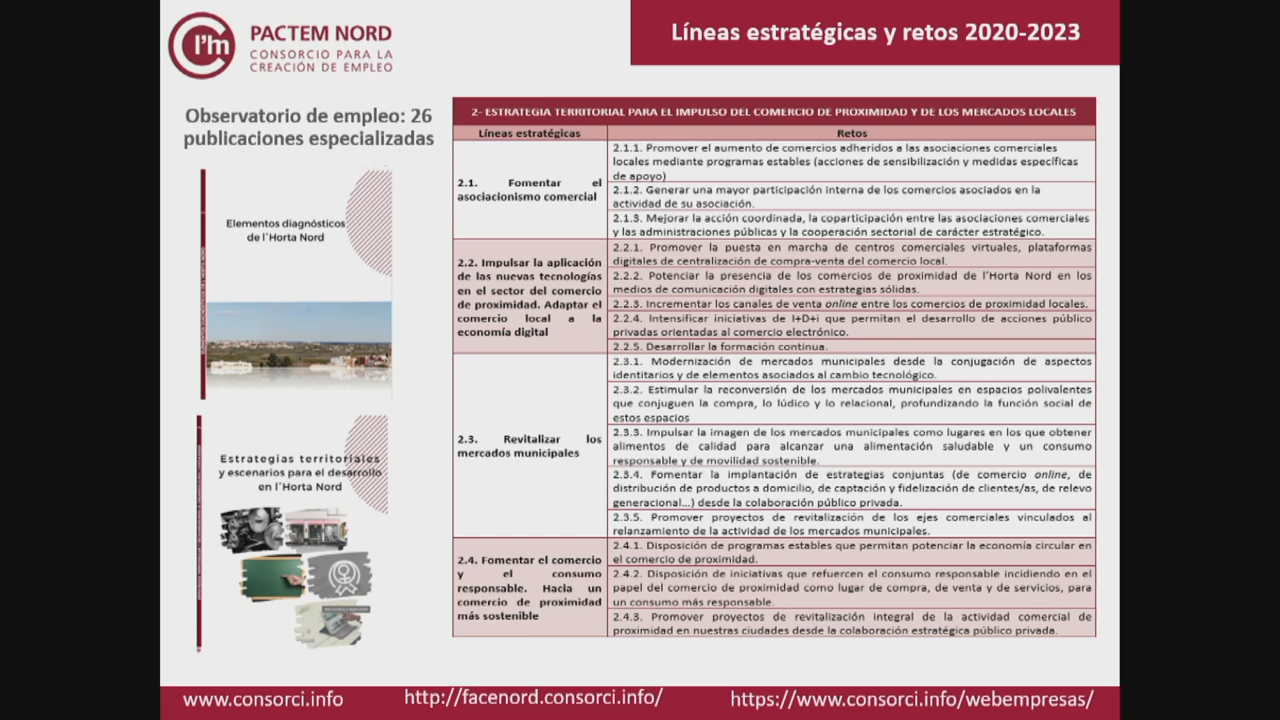 I'm
PACTEM NORD
CONSORCIO PARA LA
CREACIÓN DE EMPLEO
Líneas estratégicas y retos 2020-2023
Observatorio de empleo: 26
publicaciones especializadas
Elementos diagnósticos
de l´Horta Nord
Estrategias territoriales
y escenarios para el desarrollo
en l´Horta Nord
2- ESTRATEGIA TERRITORIAL PARA EL IMPULSO DEL COMERCIO DE PROXIMIDAD Y DE LOS MERCADOS LOCALES
Líneas estratégicas
Retos
2.1. Fomentar el
asociacionismo comercial
2.1.1. Promover el aumento de comercios adheridos a las asociaciones comerciales
locales mediante programas estables (acciones de sensibilización y medidas específicas
de apoyo)
2.1.2. Generar una mayor participación interna de los comercios asociados en la
actividad de su asociación.
2.1.3. Mejorar la acción coordinada, la coparticipación entre las asociaciones comerciales
y las administraciones públicas y la cooperación sectorial de carácter estratégico.
2.2. Impulsar la aplicación
de las nuevas tecnologías
en el sector del comercio
de proximidad. Adaptar el
comercio local a la
economía digital
2.2.1. Promover la puesta en marcha de centros comerciales virtuales, plataformas
digitales de centralización de compra-venta del comercio local.
2.2.2. Potenciar la presencia de los comercios de proximidad de l´Horta Nord en los
medios de comunicación digitales con estrategias sólidas.
2.2.3. Incrementar los canales de venta online entre los comercios de proximidad locales.
2.2.4. Intensificar iniciativas de I+D+i que permitan el desarrollo de acciones público
privadas orientadas al comercio electrónico.
2.2.5. Desarrollar la formación continua.
2.3. Revitalizar los
mercados municipales
2.3.1. Modernización de mercados municipales desde la conjugación de aspectos
identitarios y de elementos asociados al cambio tecnológico.
2.3.2. Estimular la reconversión de los mercados municipales en espacios polivalentes
que conjuguen la compra, lo lúdico y lo relacional, profundizando la función social de
estos espacios
2.3.3. Impulsar la imagen de los mercados municipales como lugares en los que obtener
alimentos de calidad para alcanzar una alimentación saludable y un consumo
responsable y de movilidad sostenible.
2.3.4. Fomentar la implantación de estrategias conjuntas (de comercio online, de
distribución de productos a domicilio, de captación y fidelización de clientes/as, de relevo
generacional...) desde la colaboración público privada.
2.3.5. Promover proyectos de revitalización de los ejes comerciales vinculados al
relanzamiento de la actividad de los mercados municipales.
2.4. Fomentar el comercio
y el consumo
responsable. Hacia un
comercio de proximidad
más sostenible
2.4.1. Disposición de programas estables que permitan potenciar la economía circular en
el comercio de proximidad.
2.4.2. Disposición de iniciativas que refuercen el consumo responsable incidiendo en el
papel del comercio de proximidad como lugar de compra, de venta y de servicios, para
un consumo más responsable.
2.4.3. Promover proyectos de revitalización integral de la actividad comercial de
proximidad en nuestras ciudades desde la colaboración estratégica público privada.
www.consorci.info
http://facenord.consorci.info/
https://www.consorci.info/webempresas/